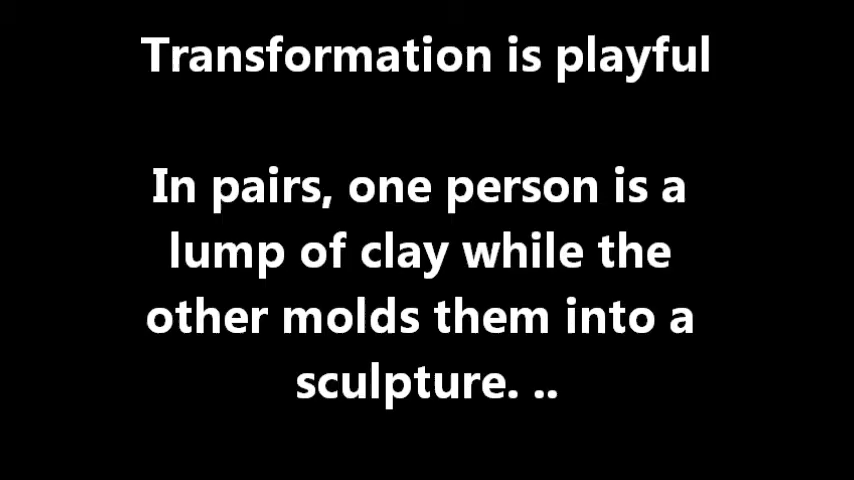 Transformation is playful
In pairs, one person is a
lump of clay while the
other molds them into a
sculpture. ..